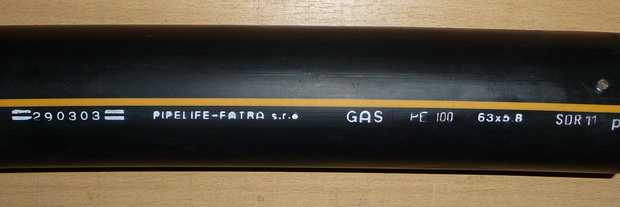 =290303= PIPELIFE-FATRA s.r.o GAS PE 100 63x5.8 SDR 11 p